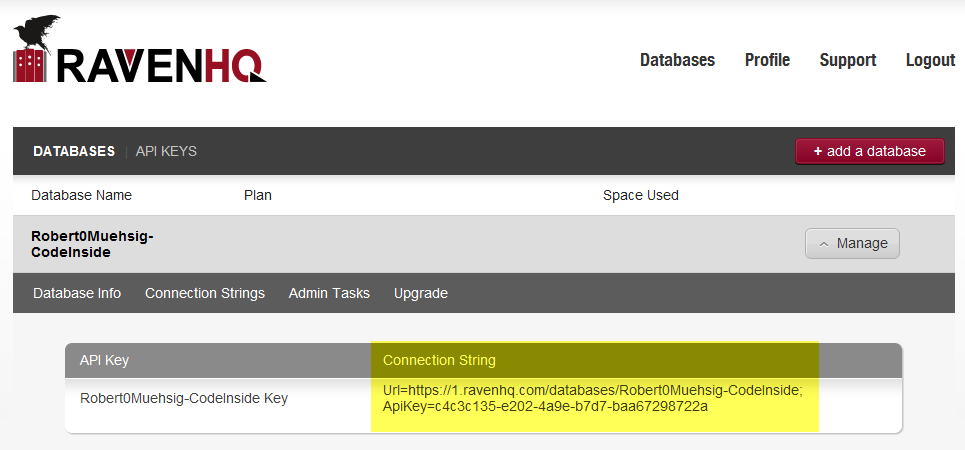 RAVENHQ
Databases Profile Support Logout
DATABASES | API KEYS + add a database
Database Name Plan Space Used
Robert0Muehsig-
CodeInside
Manage
Database Info Connection Strings Admin Tasks Upgrade
API Key Connection String
Robert0Muehsig-CodeInside Key
Url=https://1.ravenhq.com/databases/Robert0Muehsig-CodeInside;
ApiKey=c4c3c135-e202-4a9e-b7d7-baa67298722a